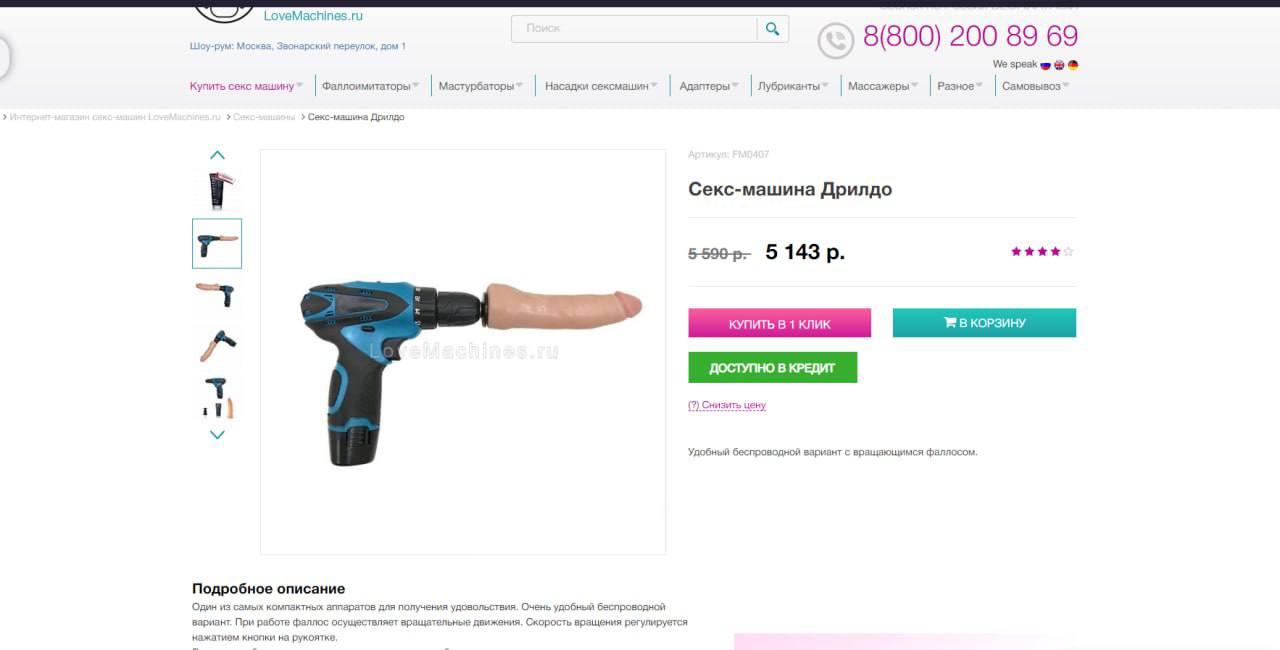 LoveMachines.ru
Поиск
8(800) 200 89 69
Шоу-рум: Москва, Звонарский переулок, дом 1
We speak
Купить секс машину
Фаллоимитаторы
Мастурбаторы
Насадки сексмашин
Адаптеры
Лубриканты
Массажеры
Разное
Самовывоз
Интернет-магазин секс-машин LoveMachines.ru > Секс-машины > Секс-машина Дрилдо
Артикул: FM0407
Секс-машина Дрилдо
5 590 р. 5 143 р.
КУПИТЬ В 1 КЛИК
В КОРЗИНУ
ДОСТУПНО В КРЕДИТ
(?) Снизить цену
LoveMachines.ru
Удобный беспроводной вариант с вращающимся фаллосом.
Подробное описание
Один из самых компактных аппаратов для получения удовольствия. Очень удобный беспроводной
вариант. При работе фаллос осуществляет вращательные движения. Скорость вращения регулируется
нажатием кнопки на рукоятке.